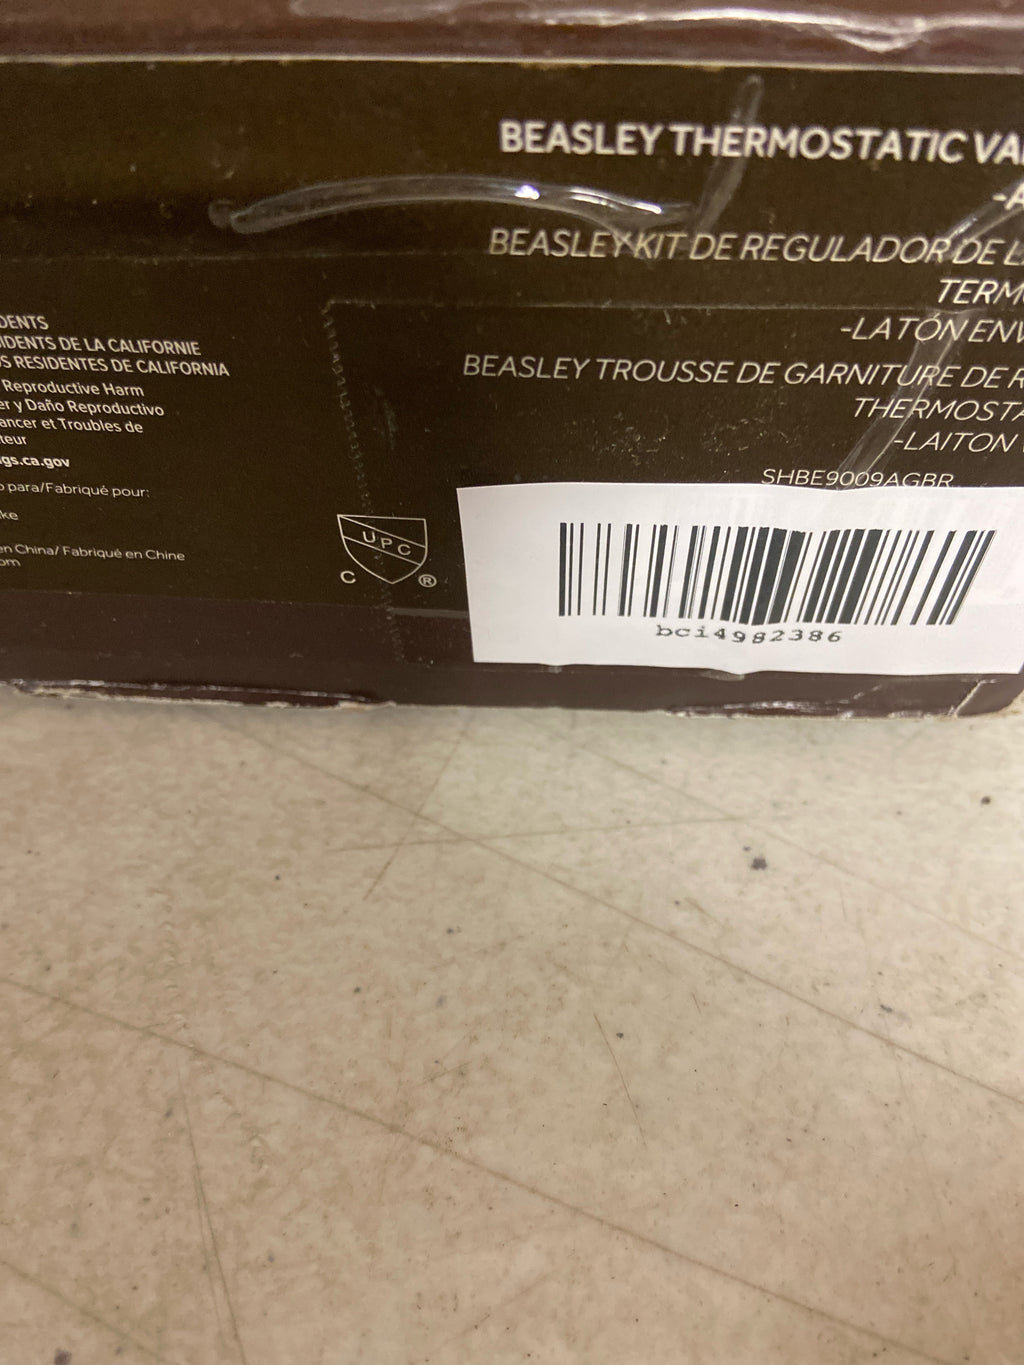 BEASLEY THERMOSTATIC VA
-A
BEASLEY KIT DE REGULADOR DE L
TERM
-LATÓN ENV
BEASLEY TROUSSE DE GARNITURE DE R
THERMOSTA
-LAITON
SHBE9009AGBR
DENTS
IDENTS DE LA CALIFORNIE
OS RESIDENTES DE CALIFORNIA
Reproductive Harm
er y Daño Reproductivo
ancer et Troubles de
teur
gs.ca.gov
o para/Fabriqué pour:
ke
en China/ Fabriqué en Chine
om
UPC
C ®
bci4982386